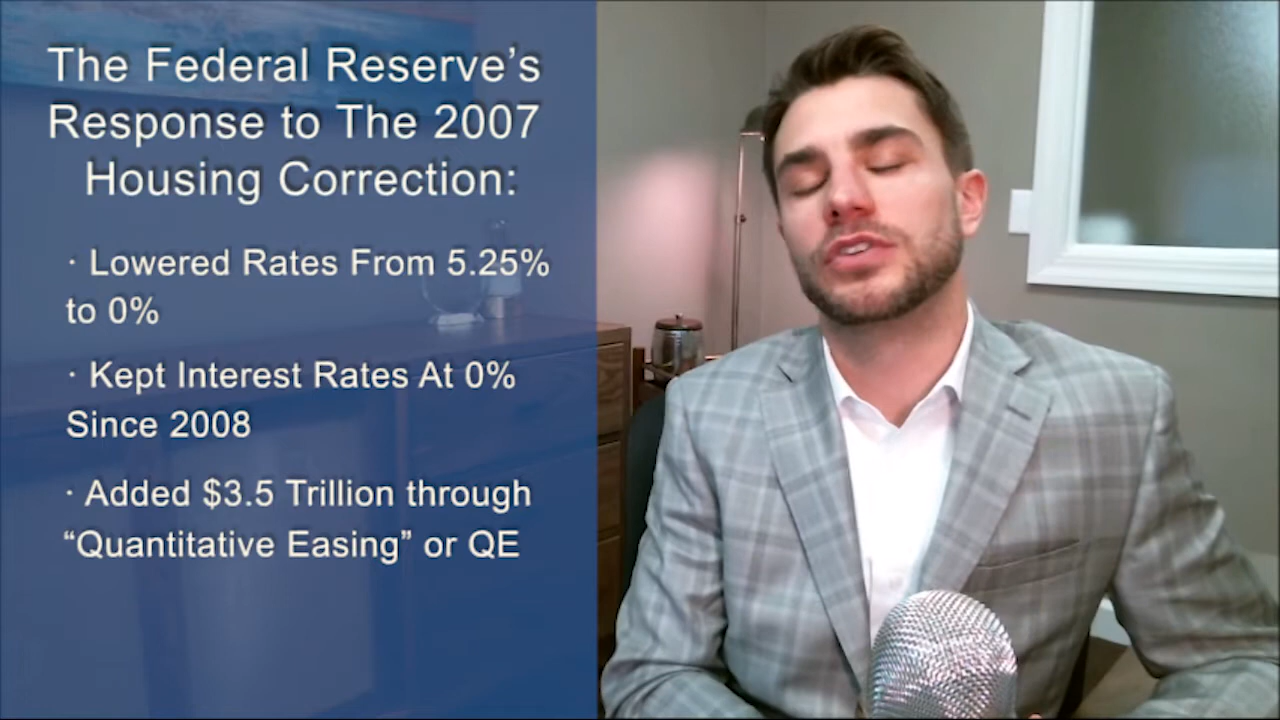 The Federal Reserve’s
Response to The 2007
Housing Correction:
· Lowered Rates From 5.25%
to 0%
· Kept Interest Rates At 0%
Since 2008
· Added $3.5 Trillion through
“Quantitative Easing” or QE